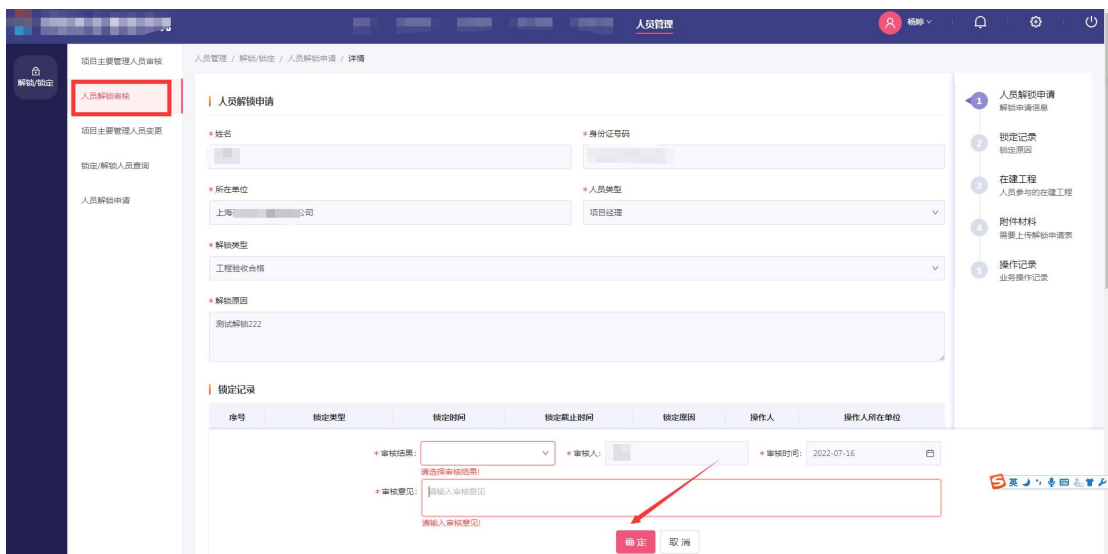 人员管理
杨婷
解锁/锁定
项目主要管理人员审核
人员解锁审核
项目主要管理人员变更
锁定/解锁人员查询
人员解锁申请
人员管理 / 解锁/锁定 / 人员解锁申请 / 详情
人员解锁申请
* 姓名
* 身份证号码
* 所在单位
* 人员类型
上海 公司
项目经理
* 解锁类型
工程验收合格
* 解锁原因
测试解锁222
锁定记录
序号 锁定类型 锁定时间 锁定截止时间 锁定原因 操作人 操作人所在单位
* 审核结果: * 审核人: * 审核时间: 2022-07-16
请选择审核结果!
* 审核意见: 请输入审核意见
请输入审核意见!
确定 取消
1 人员解锁申请
解锁申请信息
2 锁定记录
锁定原因
3 在建工程
人员参与的在建工程
4 附件材料
需要上传解锁申请表
5 操作记录
业务操作记录
英